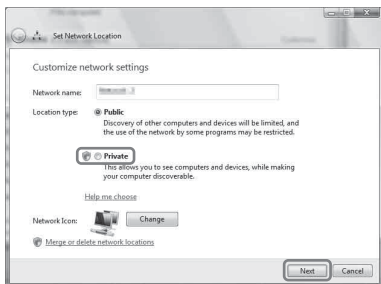 Set Network Location
Customize network settings
Network name:
Location type:
Public
Discovery of other computers and devices will be limited, and
the use of the network by some programs may be restricted.
Private
This allows you to see computers and devices, while making
your computer discoverable.
Help me choose
Network Icon:
Change
Merge or delete network locations
Next
Cancel